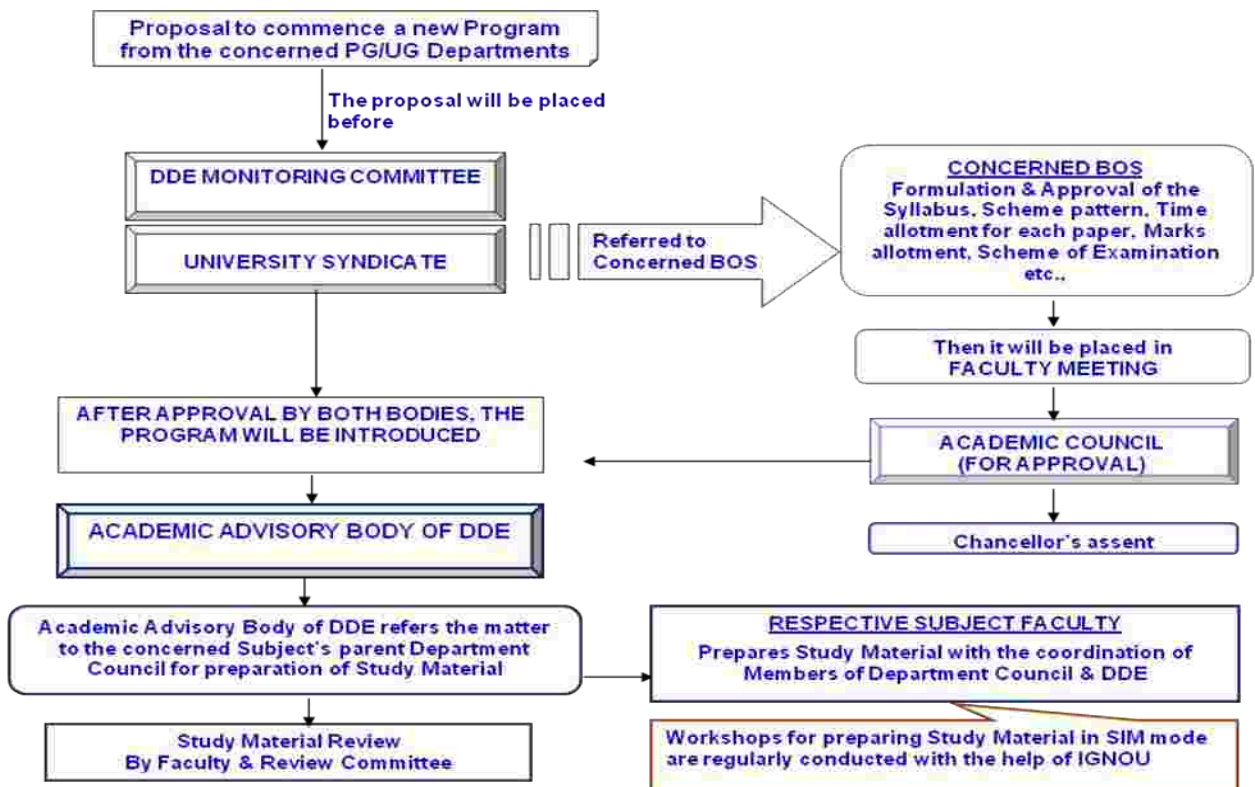 Proposal to commence a new Program
from the concerned PG/UG Departments
The proposal will be placed
before
DDE MONITORING COMMITTEE
UNIVERSITY SYNDICATE
Referred to
Concerned BOS
CONCERNED BOS
Formulation & Approval of the
Syllabus, Scheme pattern, Time
allotment for each paper, Marks
allotment, Scheme of Examination
etc.,
Then it will be placed in
FACULTY MEETING
ACADEMIC COUNCIL
(FOR APPROVAL)
Chancellor's assent
AFTER APPROVAL BY BOTH BODIES, THE
PROGRAM WILL BE INTRODUCED
ACADEMIC ADVISORY BODY OF DDE
Academic Advisory Body of DDE refers the matter
to the concerned Subject's parent Department
Council for preparation of Study Material
RESPECTIVE SUBJECT FACULTY
Prepares Study Material with the coordination of
Members of Department Council & DDE
Workshops for preparing Study Material in SIM mode
are regularly conducted with the help of IGNOU
Study Material Review
By Faculty & Review Committee